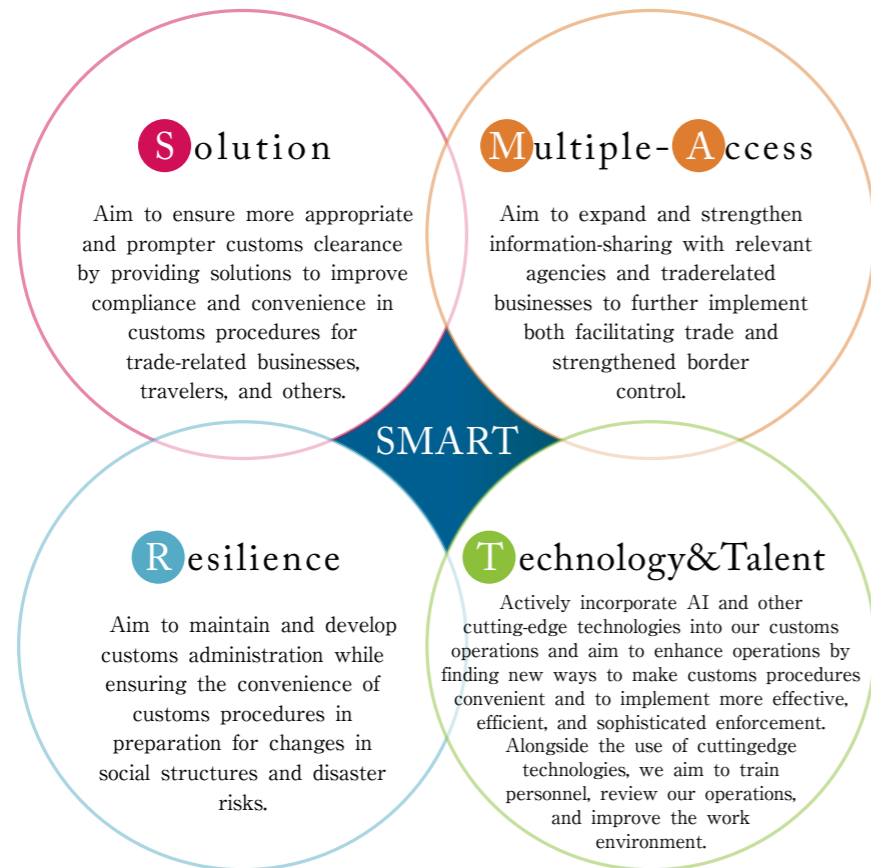 Solution
Aim to ensure more appropriate
and prompter customs clearance
by providing solutions to improve
compliance and convenience in
customs procedures for
trade-related businesses,
travelers, and others.
Multiple-Access
Aim to expand and strengthen
information-sharing with relevant
agencies and traderelated
businesses to further implement
both facilitating trade and
strengthened border
control.
SMART
Resilience
Aim to maintain and develop
customs administration while
ensuring the convenience of
customs procedures in
preparation for changes in
social structures and disaster
risks.
Technology&Talent
Actively incorporate AI and other
cutting-edge technologies into our customs
operations and aim to enhance operations by
finding new ways to make customs procedures
convenient and to implement more effective,
efficient, and sophisticated enforcement.
Alongside the use of cuttingedge
technologies, we aim to train
personnel, review our operations,
and improve the work
environment.